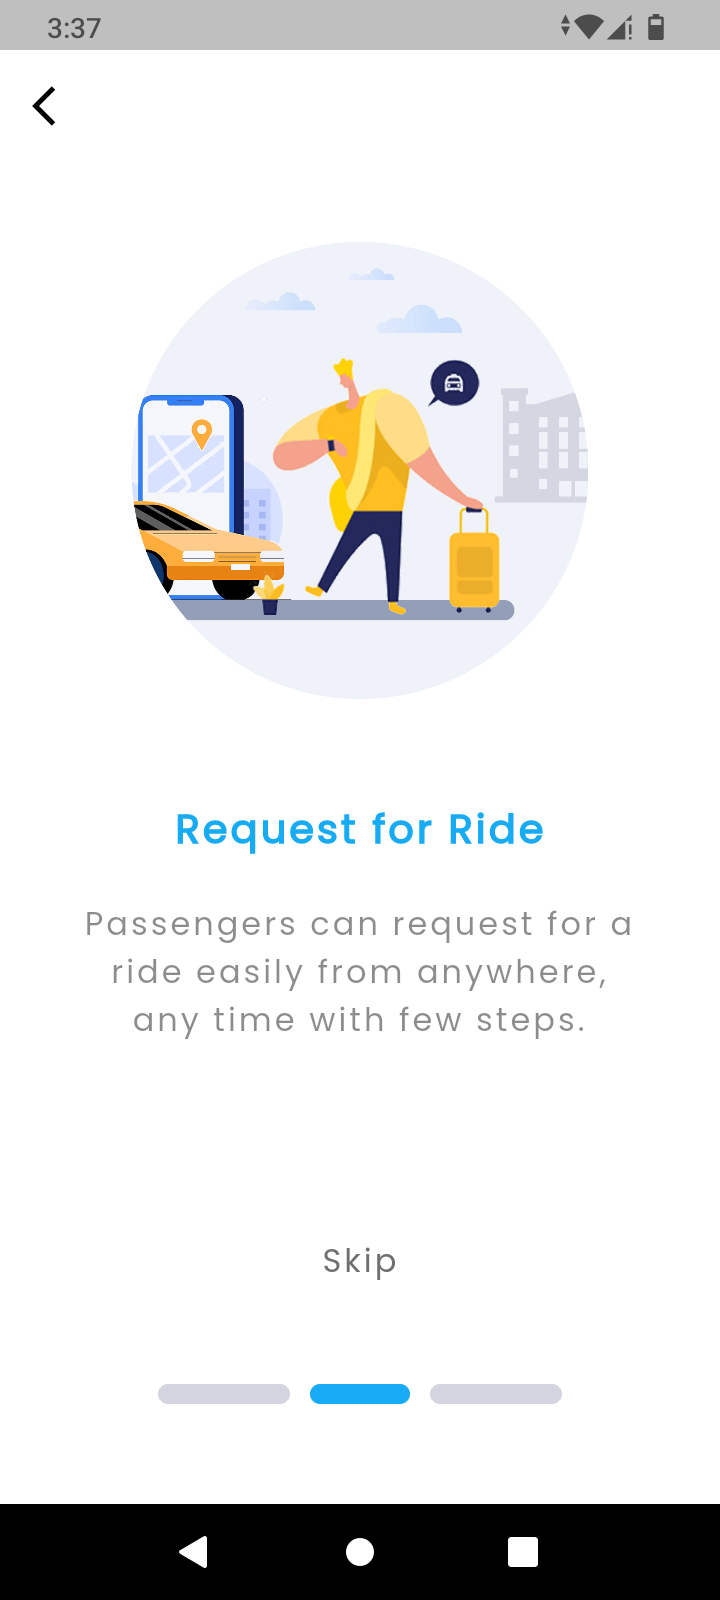 3:37
Request for Ride
Passengers can request for a
ride easily from anywhere,
any time with few steps.
Skip